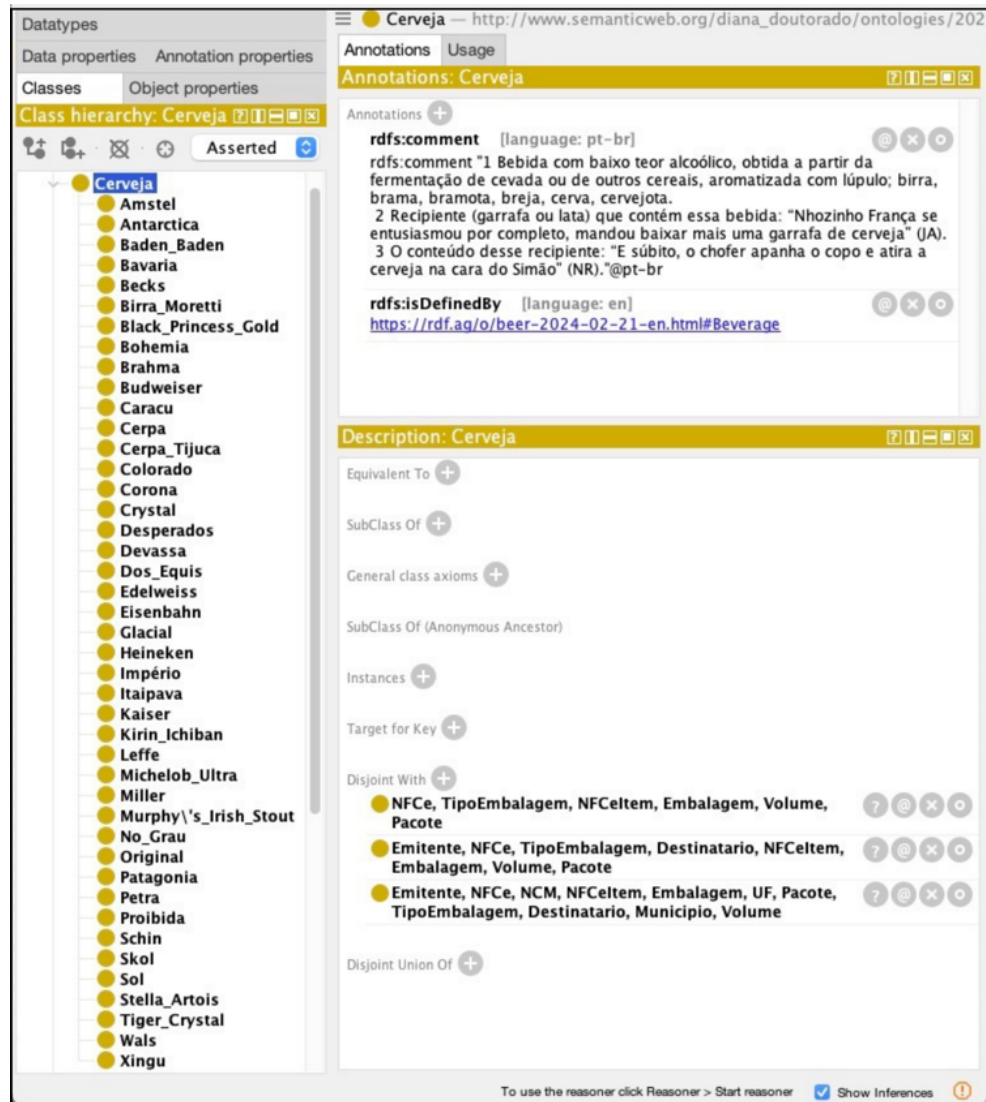 Datatypes
Data properties Annotation properties
Classes Object properties
Class hierarchy: Cerveja
Asserted
Cerveja
Amstel
Antarctica
Baden_Baden
Bavaria
Becks
Birra_Moretti
Black_Princess_Gold
Bohemia
Brahma
Budweiser
Caracu
Cerpa
Cerpa_Tijuca
Colorado
Corona
Crystal
Desperados
Devassa
Dos_Equis
Edelweiss
Eisenbahn
Glacial
Heineken
Império
Itaipava
Kaiser
Kirin_Ichiban
Leffe
Michelob_Ultra
Miller
Murphy\'s_Irish_Stout
No_Grau
Original
Patagonia
Petra
Proibida
Schin
Skol
Sol
Stella_Artois
Tiger_Crystal
Wals
Xingu
Cerveja — http://www.semanticweb.org/diana_doutorado/ontologies/202
Annotations Usage
Annotations: Cerveja
Annotations
rdfs:comment [language: pt-br]
rdfs:comment "1 Bebida com baixo teor alcoólico, obtida a partir da
fermentação de cevada ou de outros cereais, aromatizada com lúpulo; birra,
brama, bramota, breja, cerva, cervejota.
2 Recipiente (garrafa ou lata) que contém essa bebida: “Nhozinho França se
entusiasmou por completo, mandou baixar mais uma garrafa de cerveja” (JA).
3 O conteúdo desse recipiente: “E súbito, o chofer apanha o copo e atira a
cerveja na cara do Simão” (NR)."@pt-br
rdfs:isDefinedBy [language: en]
https://rdf.ag/o/beer-2024-02-21-en.html#Beverage
Description: Cerveja
Equivalent To
SubClass Of
General class axioms
SubClass Of (Anonymous Ancestor)
Instances
Target for Key
Disjoint With
NFCe, TipoEmbalagem, NFCeItem, Embalagem, Volume,
Pacote
Emitente, NFCe, TipoEmbalagem, Destinatario, NFCeItem,
Embalagem, Volume, Pacote
Emitente, NFCe, NCM, NFCeItem, Embalagem, UF, Pacote,
TipoEmbalagem, Destinatario, Municipio, Volume
Disjoint Union Of
To use the reasoner click Reasoner > Start reasoner Show Inferences